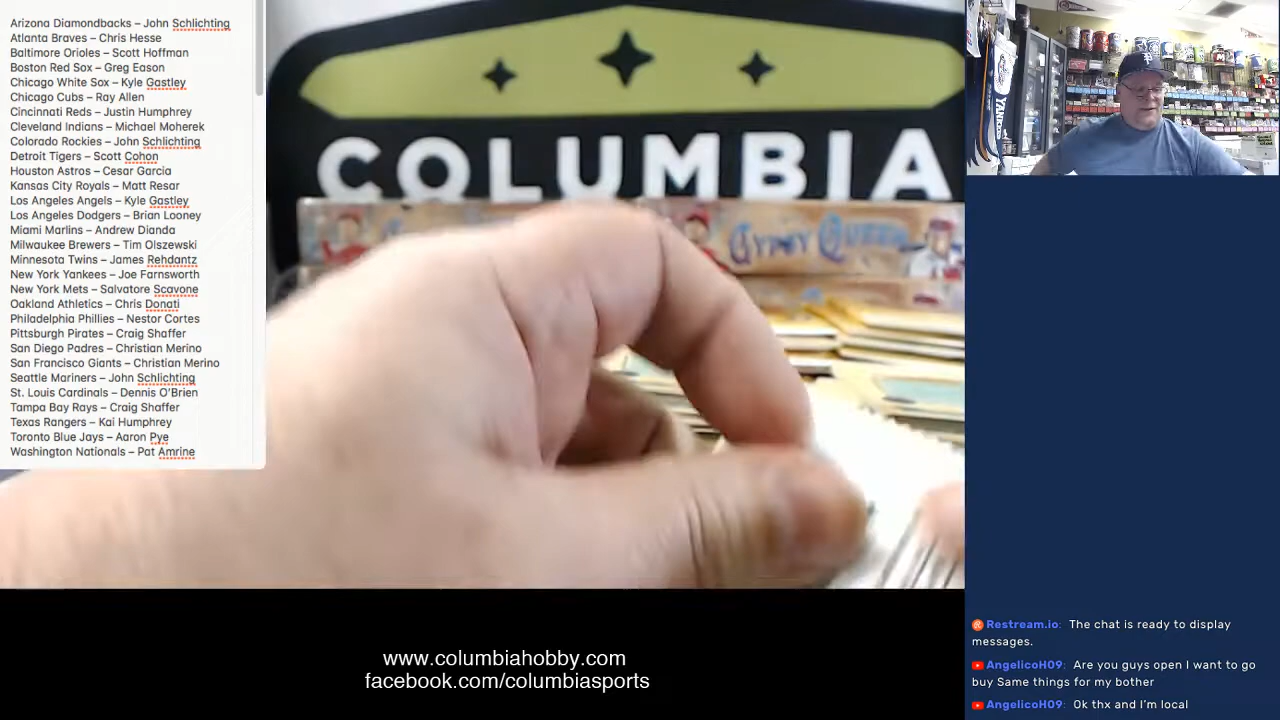 Arizona Diamondbacks – John Schlichting
Atlanta Braves – Chris Hesse
Baltimore Orioles – Scott Hoffman
Boston Red Sox – Greg Eason
Chicago White Sox – Kyle Gastley
Chicago Cubs – Ray Allen
Cincinnati Reds – Justin Humphrey
Cleveland Indians – Michael Moherek
Colorado Rockies – John Schlichting
Detroit Tigers – Scott Cohon
Houston Astros – Cesar Garcia
Kansas City Royals – Matt Resar
Los Angeles Angels – Kyle Gastley
Los Angeles Dodgers – Brian Looney
Miami Marlins – Andrew Dianda
Milwaukee Brewers – Tim Olszewski
Minnesota Twins – James Rehdantz
New York Yankees – Joe Farnsworth
New York Mets – Salvatore Scavone
Oakland Athletics – Chris Donati
Philadelphia Phillies – Nestor Cortes
Pittsburgh Pirates – Craig Shaffer
San Diego Padres – Christian Merino
San Francisco Giants – Christian Merino
Seattle Mariners – John Schlichting
St. Louis Cardinals – Dennis O'Brien
Tampa Bay Rays – Craig Shaffer
Texas Rangers – Kai Humphrey
Toronto Blue Jays – Aaron Pye
Washington Nationals – Pat Amrine
COLUMBIA
Gypsy Queen
www.columbiahobby.com
facebook.com/columbiasports
Restream.io: The chat is ready to display
messages.
AngelicoH09: Are you guys open I want to go
buy Same things for my bother
AngelicoH09: Ok thx and I'm local